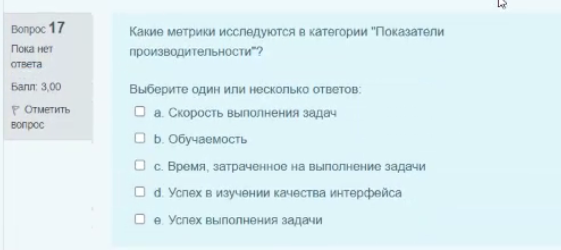 Вопрос 17
Пока нет
ответа
Балл: 3,00
Отметить
вопрос
Какие метрики исследуются в категории "Показатели
производительности"?
Выберите один или несколько ответов:
a. Скорость выполнения задач
b. Обучаемость
c. Время, затраченное на выполнение задачи
d. Успех в изучении качества интерфейса
e. Успех выполнения задачи